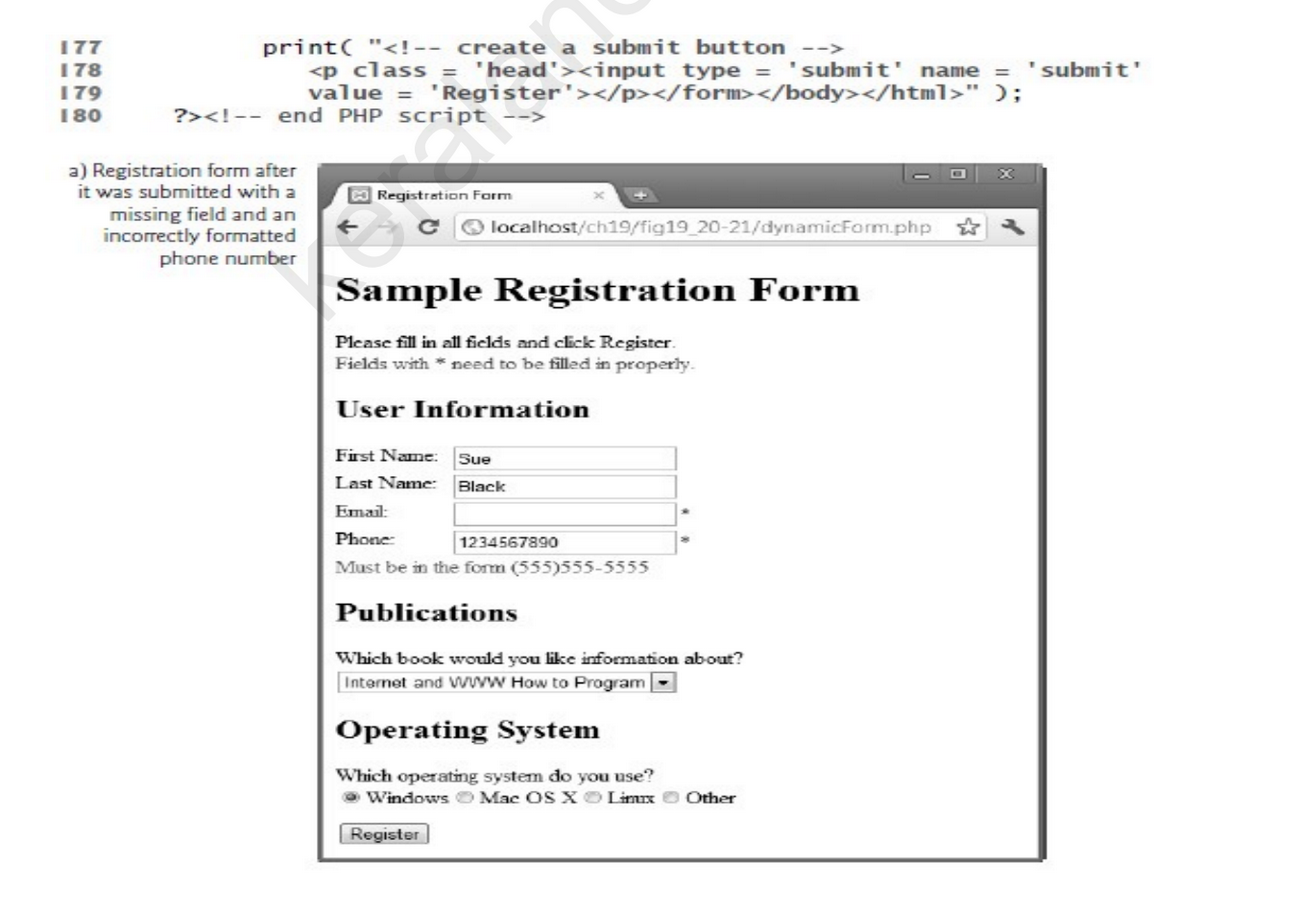 177 print( "<!-- create a submit button -->
178 <p class = 'head'><input type = 'submit' name = 'submit'
179 value = 'Register'></p></form></body></html>" );
180 ?><!-- end PHP script -->
a) Registration form after
it was submitted with a
missing field and an
incorrectly formatted
phone number
Registration Form
localhost/ch19/fig19_20-21/dynamicForm.php
Sample Registration Form
Please fill in all fields and click Register.
Fields with * need to be filled in properly.
User Information
First Name: Sue
Last Name: Black
Email: *
Phone: 1234567890 *
Must be in the form (555)555-5555
Publications
Which book would you like information about?
Internet and WWW How to Program
Operating System
Which operating system do you use?
Windows Mac OS X Linux Other
Register